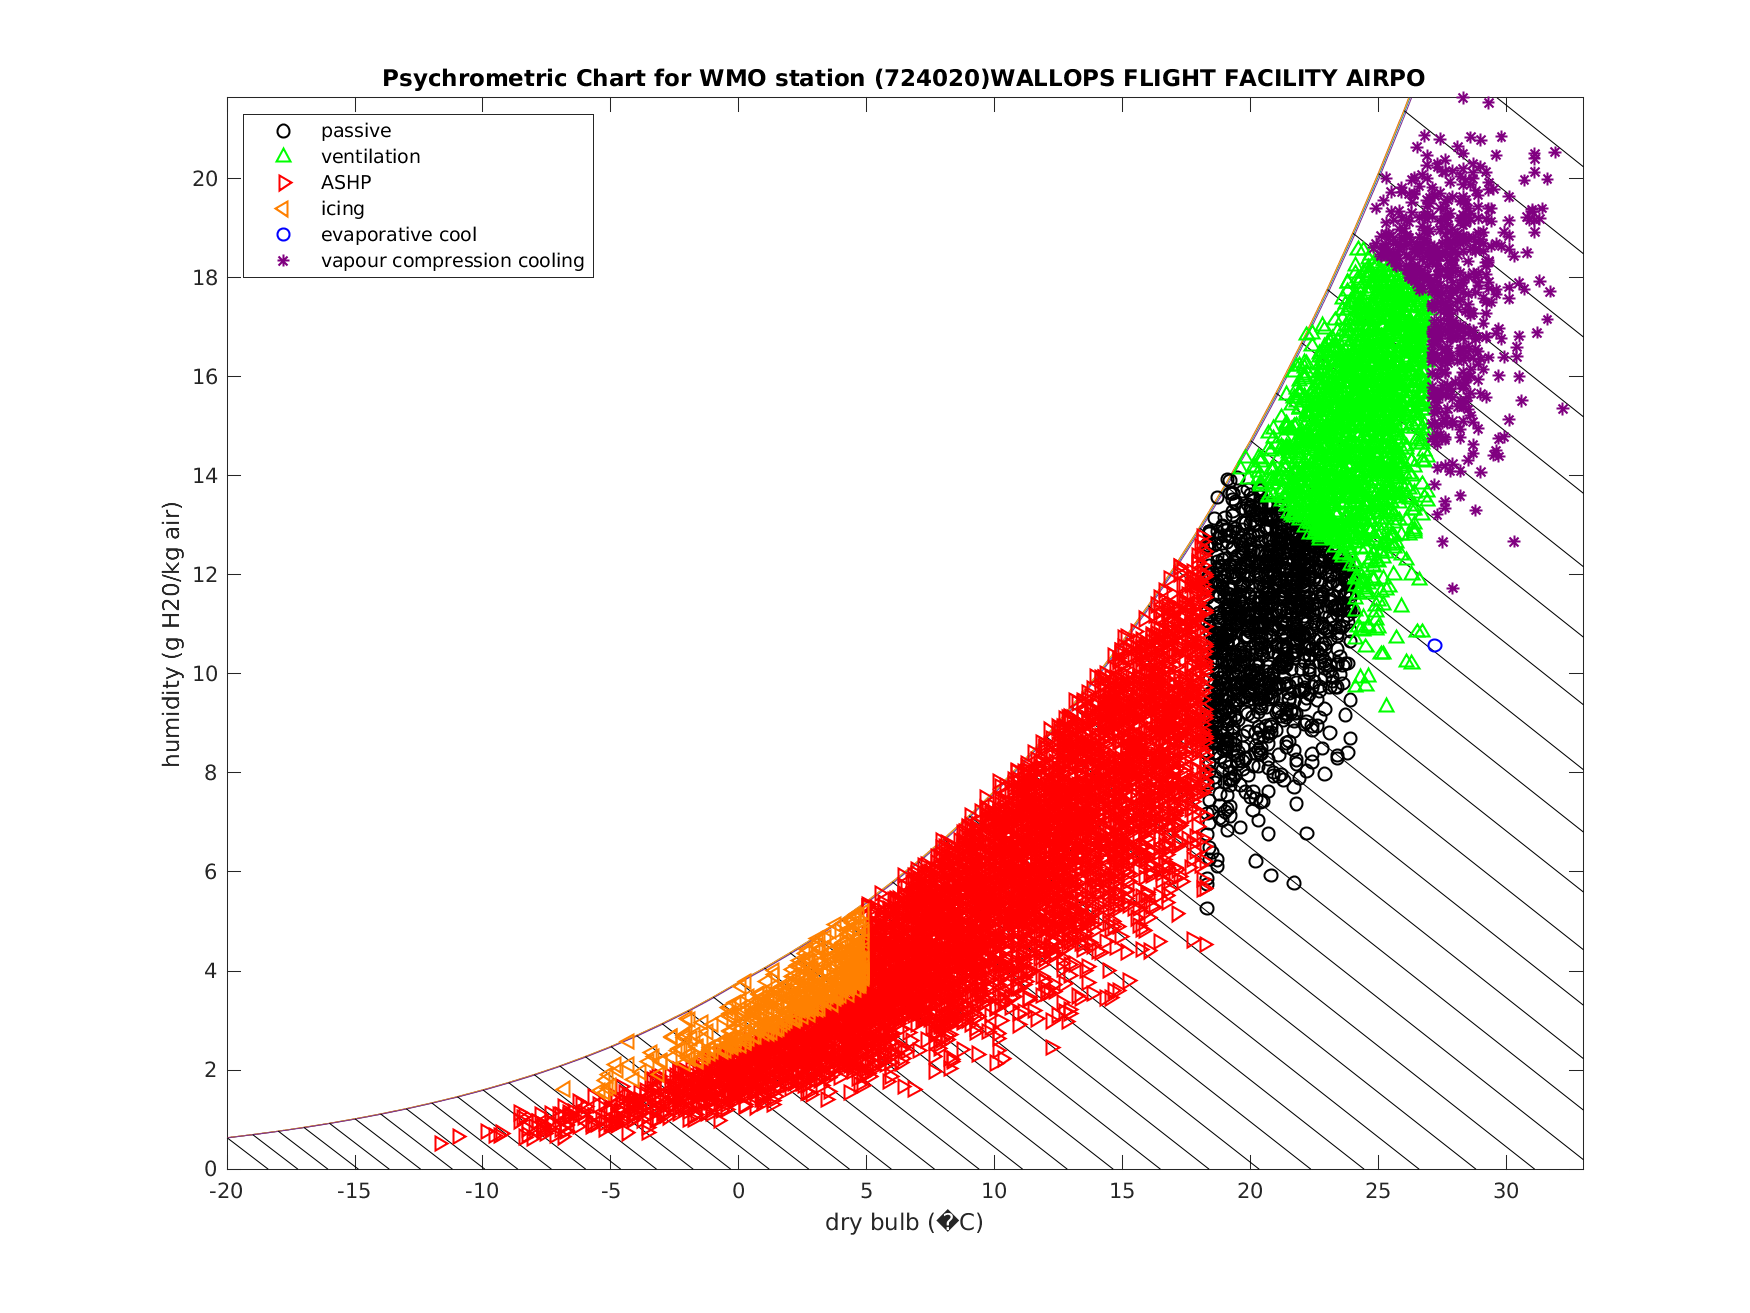 Psychrometric Chart for WMO station (724020)WALLOPS FLIGHT FACILITY AIRPO
passive
ventilation
ASHP
icing
evaporative cool
vapour compression cooling
20
18
16
14
12
10
8
6
4
2
0
humidity (g H20/kg air)
-20 -15 -10 -5 0 5 10 15 20 25 30
dry bulb (�C)